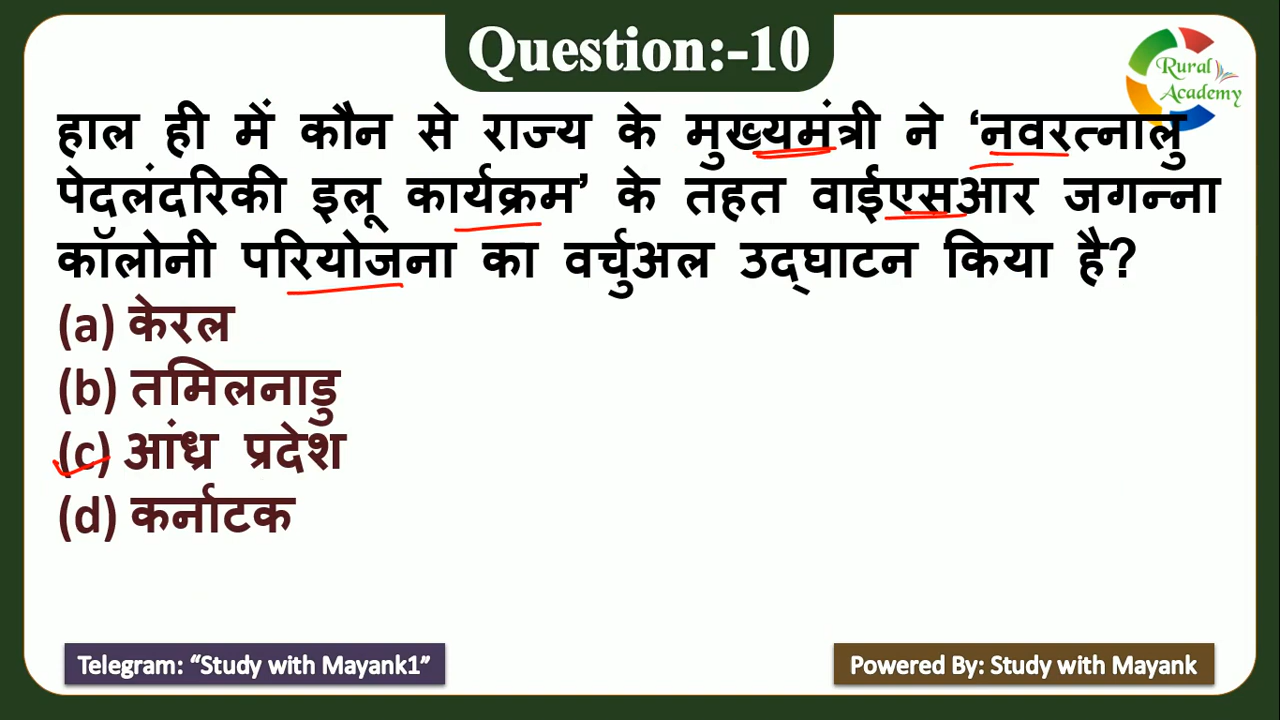 Question:-10
Rural
Academy
हाल ही में कौन से राज्य के मुख्यमंत्री ने ‘नवरत्नालु
पेदलंदरिकी इलू कार्यक्रम’ के तहत वाईएसआर जगन्ना
कॉलोनी परियोजना का वर्चुअल उद्घाटन किया है?
(a) केरल
(b) तमिलनाडु
(c) आंध्र प्रदेश
(d) कर्नाटक
Telegram: “Study with Mayank1”
Powered By: Study with Mayank